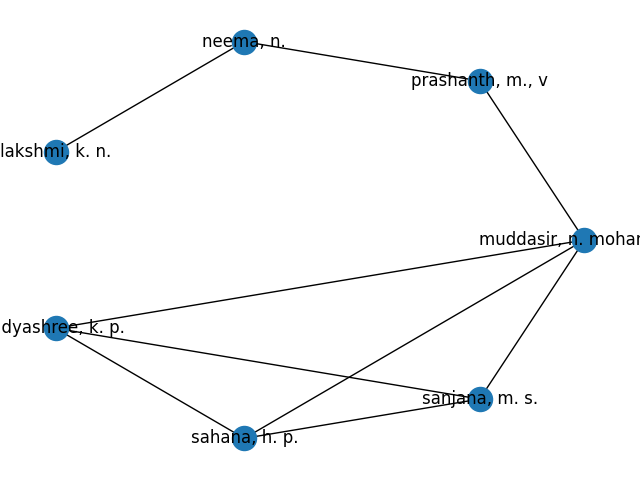 neema, n.
prashanth, m., v
lakshmi, k. n.
muddasir, n. mohar
dyashree, k. p.
sanjana, m. s.
sahana, h. p.